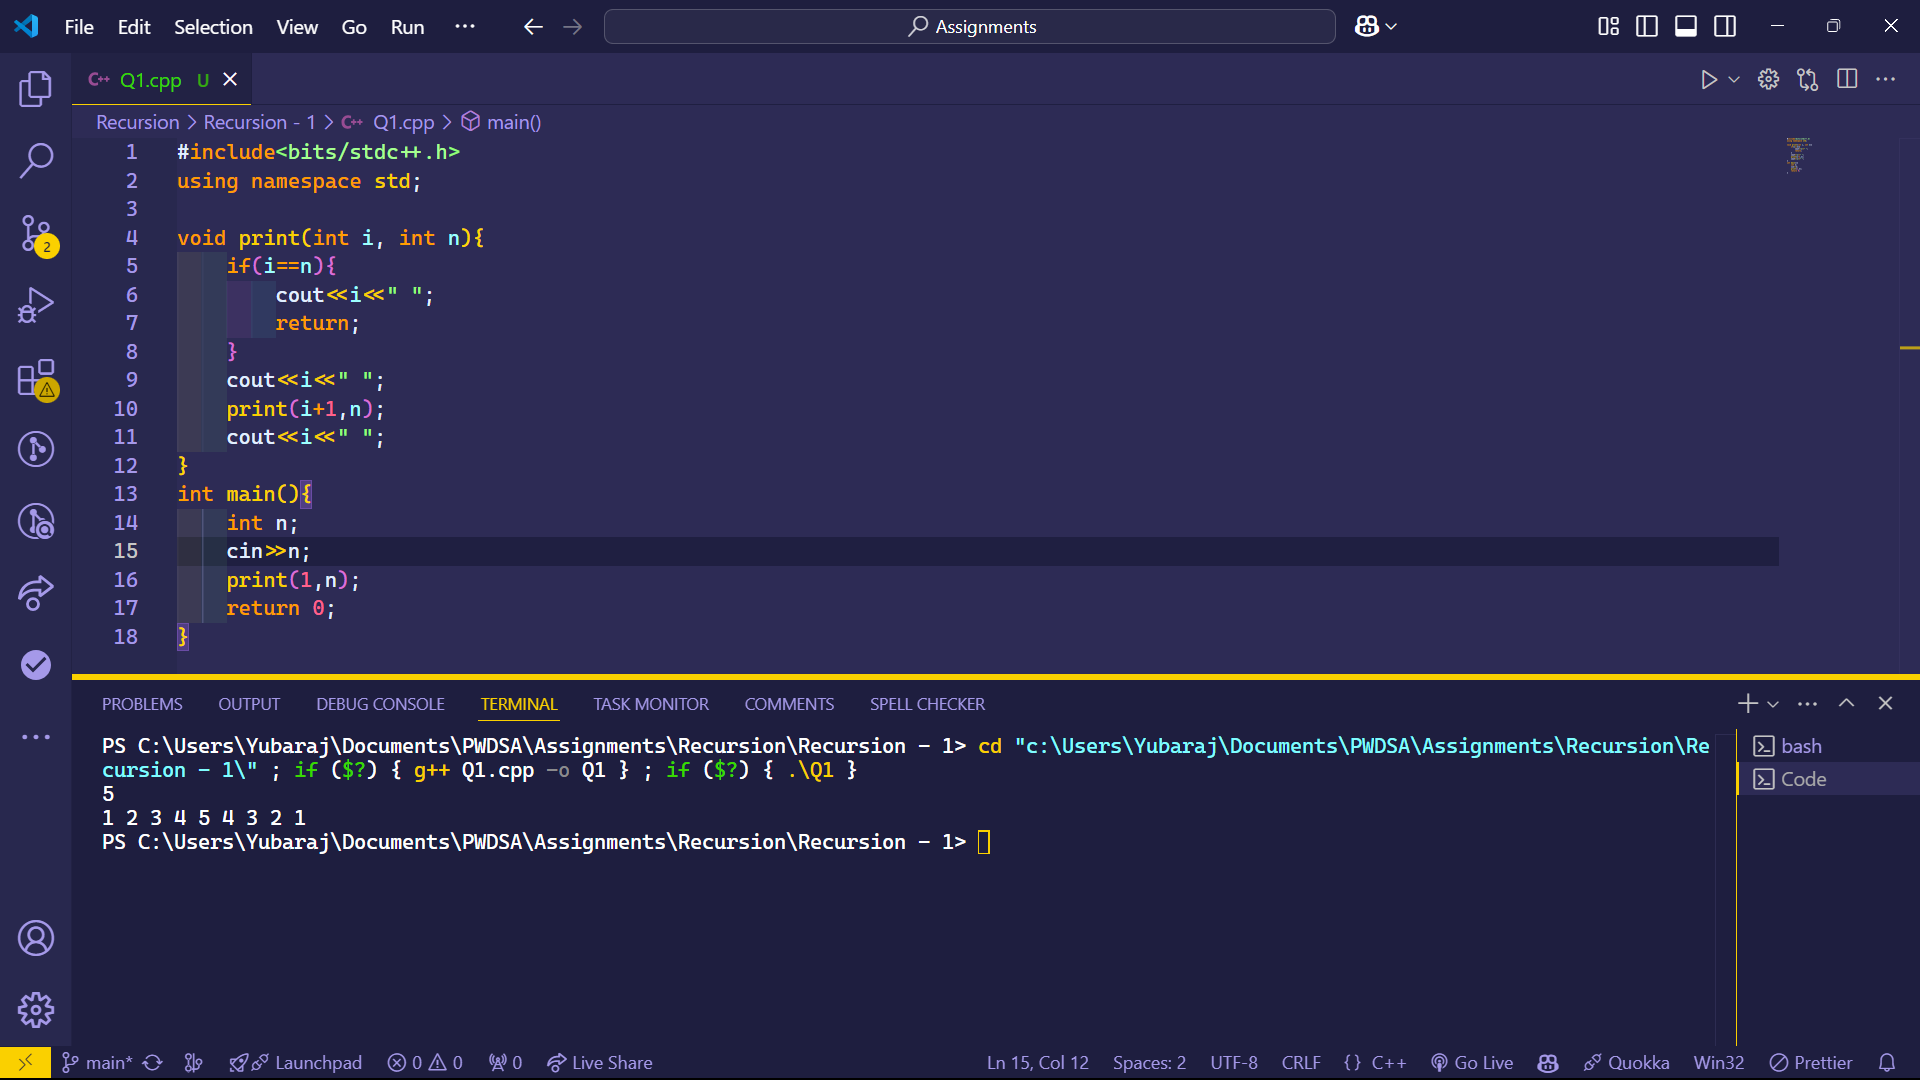 File Edit Selection View Go Run ··· Assignments
C++ Q1.cpp U
Recursion > Recursion - 1 > C++ Q1.cpp > main()
1 #include<bits/stdc++.h>
2 using namespace std;
3
4 void print(int i, int n){
5 if(i==n){
6 cout<<i<<" ";
7 return;
8 }
9 cout<<i<<" ";
10 print(i+1,n);
11 cout<<i<<" ";
12 }
13 int main(){
14 int n;
15 cin>>n;
16 print(1,n);
17 return 0;
18 }
2
PROBLEMS OUTPUT DEBUG CONSOLE TERMINAL TASK MONITOR COMMENTS SPELL CHECKER
PS C:\Users\Yubaraj\Documents\PWDSA\Assignments\Recursion\Recursion - 1> cd "c:\Users\Yubaraj\Documents\PWDSA\Assignments\Recursion\Re
cursion - 1\" ; if ($?) { g++ Q1.cpp -o Q1 } ; if ($?) { .\Q1 }
5
1 2 3 4 5 4 3 2 1
PS C:\Users\Yubaraj\Documents\PWDSA\Assignments\Recursion\Recursion - 1>
bash
Code
main* Launchpad 0 0 0 Live Share Ln 15, Col 12 Spaces: 2 UTF-8 CRLF {} C++ Go Live Quokka Win32 Prettier